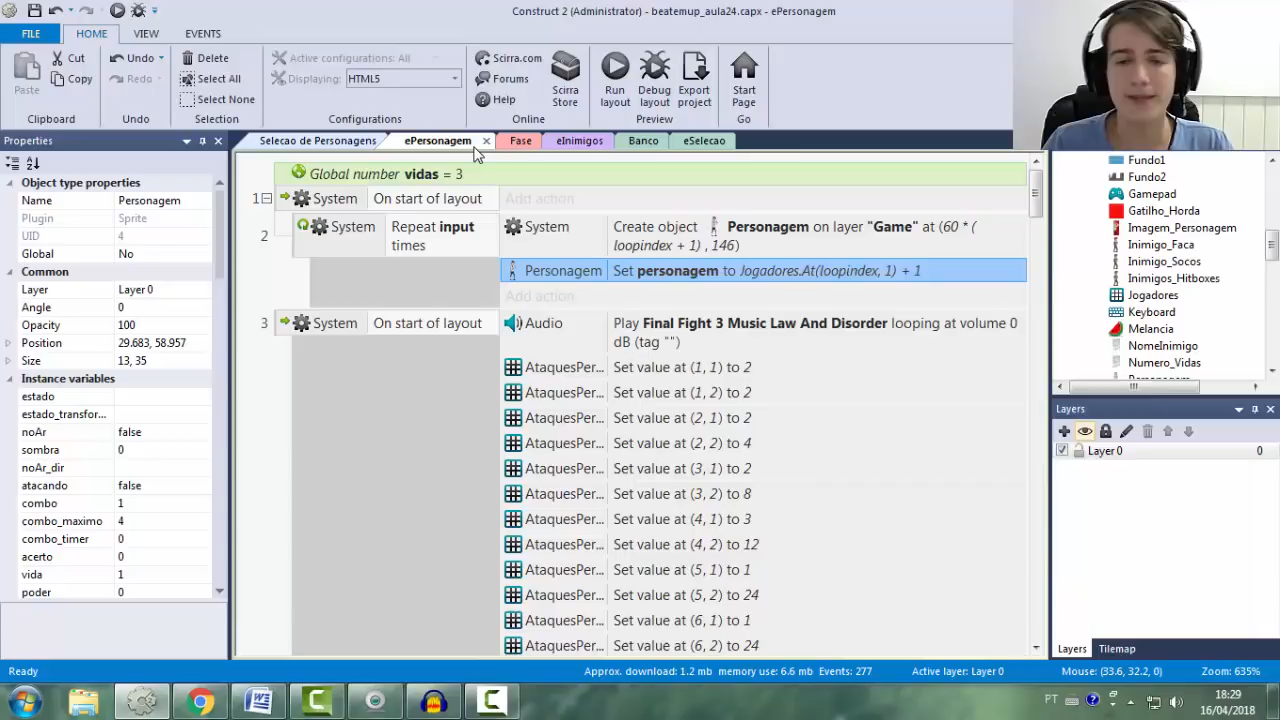 Construct 2 (Administrator) - beatemup_aula24.capx - ePersonagem
FILE
HOME
VIEW
EVENTS
Paste
Cut
Copy
Clipboard
Undo
Redo
Undo
Delete
Select All
Select None
Selection
Active configurations: All
Displaying:
HTML5
Configurations
Scirra.com
Forums
Help
Scirra Store
Online
Run layout
Debug layout
Export project
Preview
Start Page
Go
Properties
Selecao de Personagens
ePersonagem
Fase
eInimigos
Banco
eSelecao
Object type properties
Name Personagem
Plugin Sprite
UID 4
Global No
Common
Layer Layer 0
Angle 0
Opacity 100
Position 29.683, 58.957
Size 13, 35
Instance variables
estado
estado_transfor...
noAr false
sombra 0
noAr_dir
atacando false
combo 1
combo_maximo 4
combo_timer 0
acerto 0
vida 1
poder 0
Global number vidas = 3
1 System On start of layout Add action
2 System Repeat input times
System Create object Personagem on layer "Game" at (60 * (
loopindex + 1) , 146)
Personagem Set personagem to Jogadores.At(loopindex, 1) + 1
Add action
3 System On start of layout
Audio Play Final Fight 3 Music Law And Disorder looping at volume 0
dB (tag "")
AtaquesPer... Set value at (1, 1) to 2
AtaquesPer... Set value at (1, 2) to 2
AtaquesPer... Set value at (2, 1) to 2
AtaquesPer... Set value at (2, 2) to 4
AtaquesPer... Set value at (3, 1) to 2
AtaquesPer... Set value at (3, 2) to 8
AtaquesPer... Set value at (4, 1) to 3
AtaquesPer... Set value at (4, 2) to 12
AtaquesPer... Set value at (5, 1) to 1
AtaquesPer... Set value at (5, 2) to 24
AtaquesPer... Set value at (6, 1) to 1
AtaquesPer... Set value at (6, 2) to 24
Fundo1
Fundo2
Gamepad
Gatilho_Horda
Imagem_Personagem
Inimigo_Faca
Inimigo_Socos
Inimigos_Hitboxes
Jogadores
Keyboard
Melancia
NomeInimigo
Numero_Vidas
Layers
Layer 0 0
Layers
Tilemap
Ready
Approx. download: 1.2 mb memory use: 6.6 mb Events: 277
Active layer: Layer 0
Mouse: (33.6, 32.2, 0)
Zoom: 635%
PT
18:29
16/04/2018